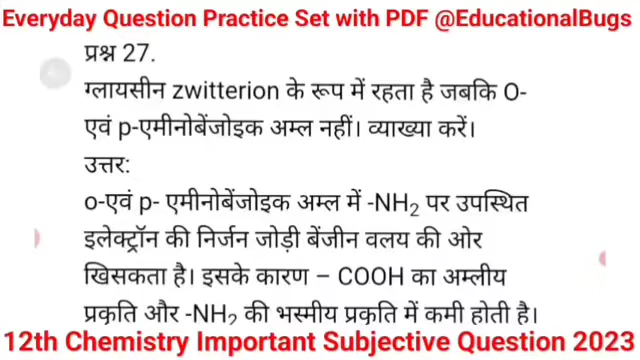 Everyday Question Practice Set with PDF @EducationalBugs
प्रश्न 27.
ग्लायसीन zwitterion के रूप में रहता है जबकि O-
एवं p-एमीनोबेंजोइक अम्ल नहीं। व्याख्या करें।
उत्तर:
o-एवं p- एमीनोबेंजोइक अम्ल में -NH₂ पर उपस्थित
इलेक्ट्रॉन की निर्जन जोड़ी बेंजीन वलय की ओर
खिसकता है। इसके कारण – COOH का अम्लीय
प्रकृति और -NH₂ की भस्मीय प्रकृति में कमी होती है।
12th Chemistry Important Subjective Question 2023